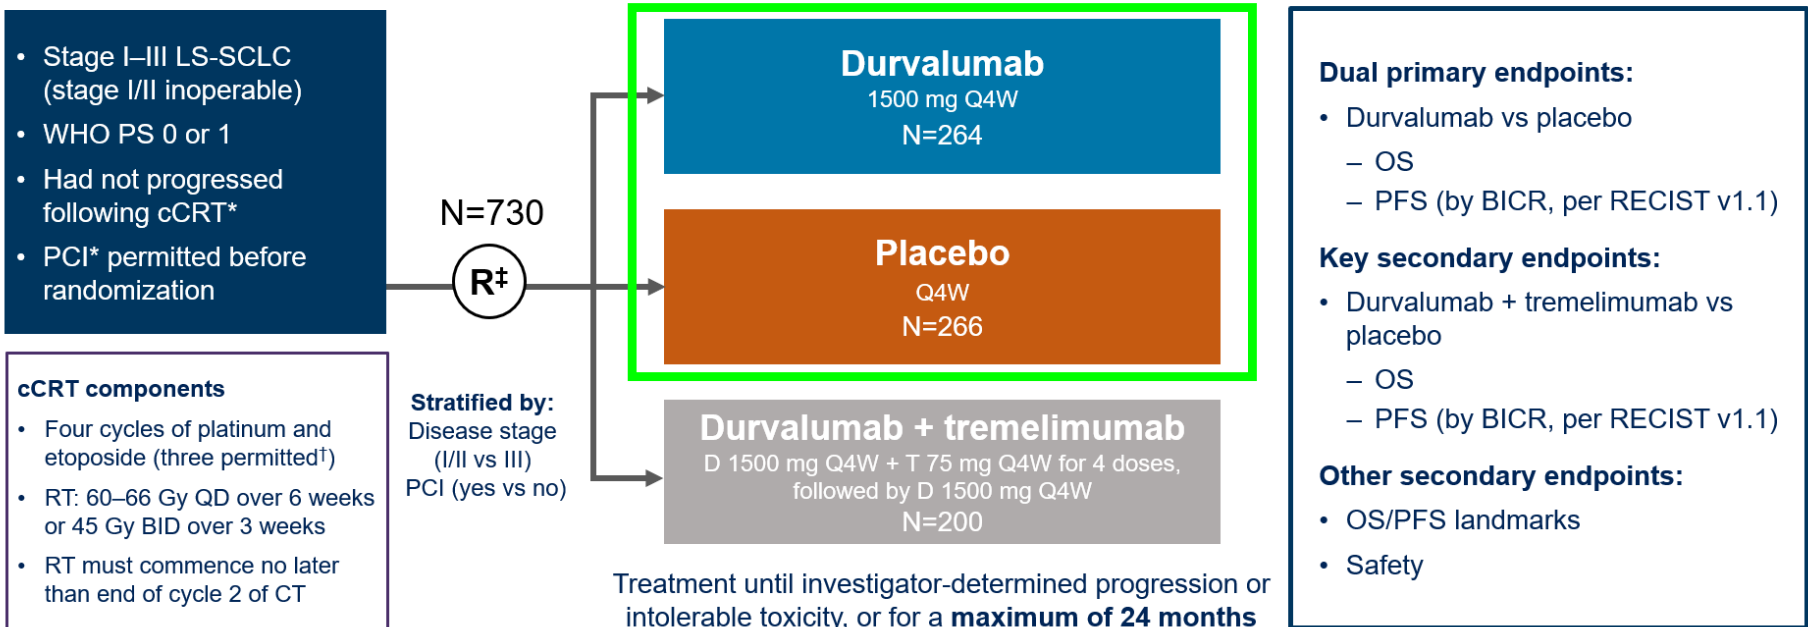 • Stage I–III LS-SCLC
(stage I/II inoperable)
• WHO PS 0 or 1
• Had not progressed
following cCRT*
• PCI* permitted before
randomization
cCRT components
• Four cycles of platinum and
etoposide (three permitted†)
• RT: 60–66 Gy QD over 6 weeks
or 45 Gy BID over 3 weeks
• RT must commence no later
than end of cycle 2 of CT
N=730
R‡
Stratified by:
Disease stage
(I/II vs III)
PCI (yes vs no)
Durvalumab
1500 mg Q4W
N=264
Placebo
Q4W
N=266
Durvalumab + tremelimumab
D 1500 mg Q4W + T 75 mg Q4W for 4 doses,
followed by D 1500 mg Q4W
N=200
Treatment until investigator-determined progression or
intolerable toxicity, or for a maximum of 24 months
Dual primary endpoints:
• Durvalumab vs placebo
– OS
– PFS (by BICR, per RECIST v1.1)
Key secondary endpoints:
• Durvalumab + tremelimumab vs
placebo
– OS
– PFS (by BICR, per RECIST v1.1)
Other secondary endpoints:
• OS/PFS landmarks
• Safety